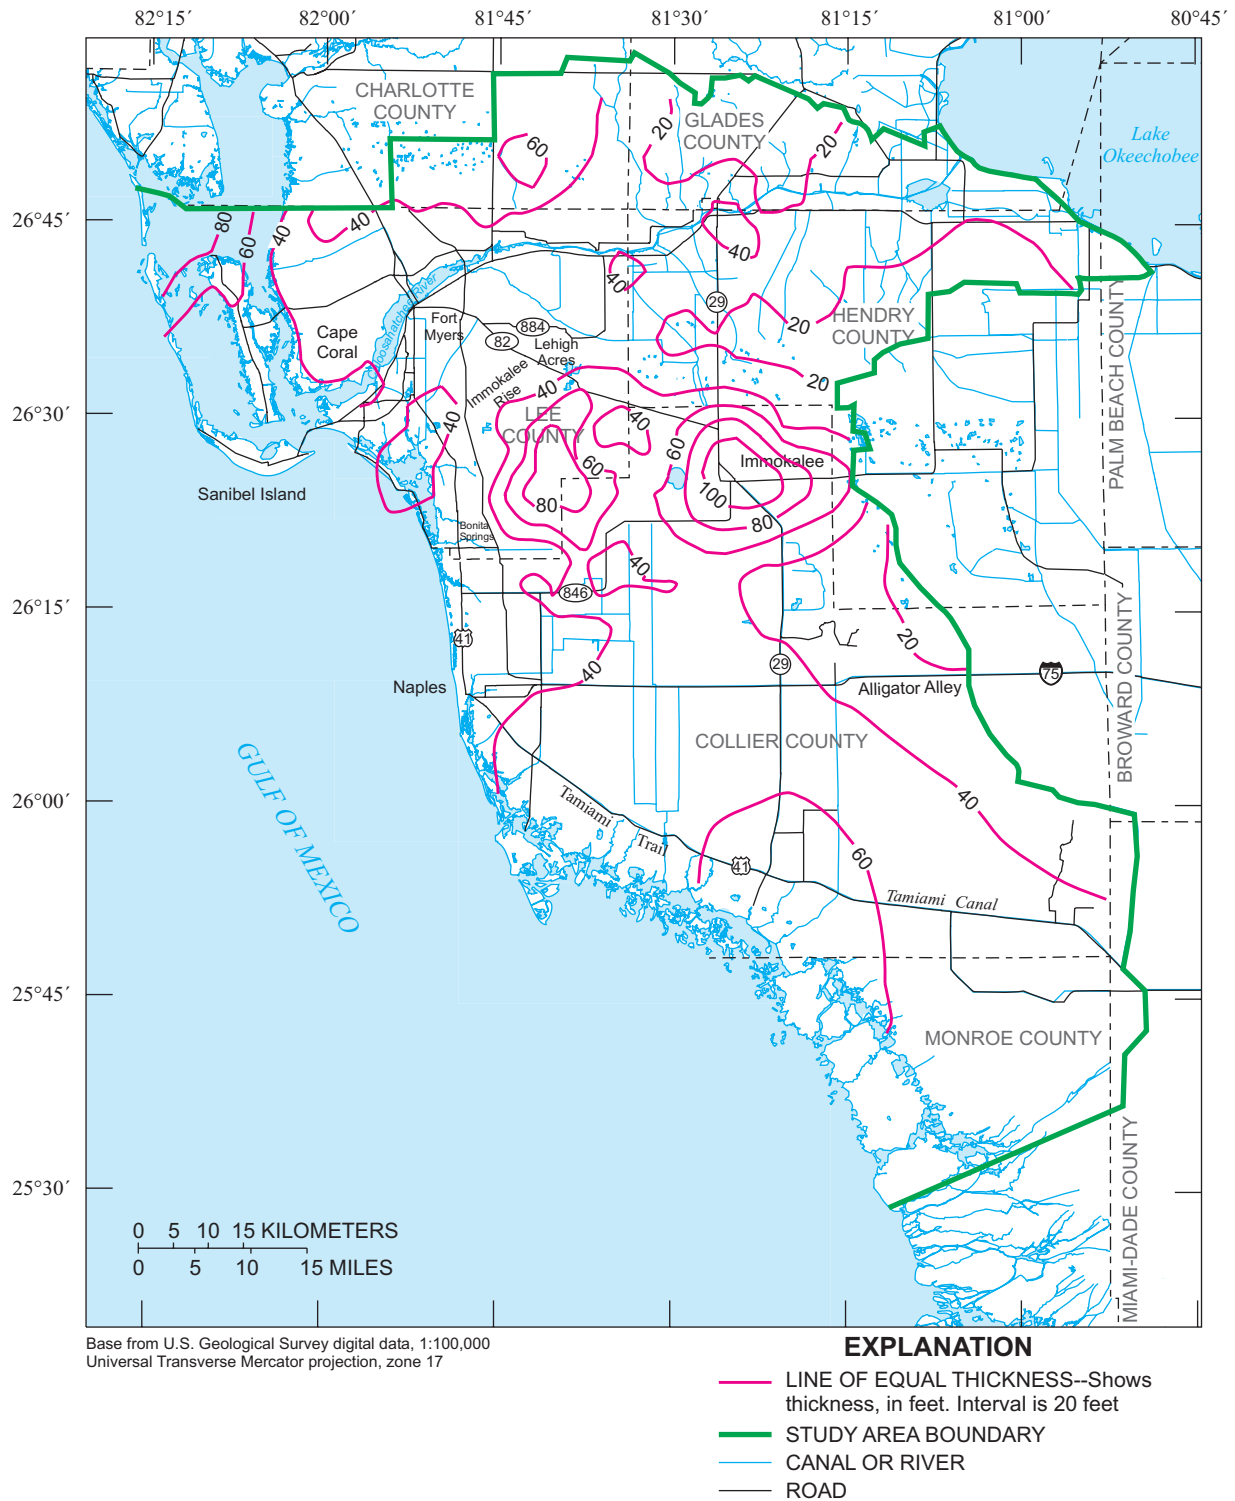 82°15′ 82°00′ 81°45′ 81°30′ 81°15′ 81°00′ 80°45′
CHARLOTTE
COUNTY
GLADES
COUNTY
Lake
Okeechobee
20
20
60
26°45′
80
60
40
40
40
40
29
20
HENDRY
COUNTY
Caloosahatchee River
Fort
Myers
884
82
Lehigh
Acres
Cape
Coral
Immokalee
Rise
20
PALM BEACH COUNTY
26°30′
40
40
LEE
COUNTY
40
60
60
Immokalee
100
80
80
Sanibel Island
Bonita
Springs
40
846
26°15′
41
20
40
29
75
Naples
Alligator Alley
BROWARD COUNTY
COLLIER COUNTY
GULF OF MEXICO
26°00′
40
Tamiami
Trail
60
41
Tamiami Canal
25°45′
MONROE COUNTY
25°30′
MIAMI-DADE COUNTY
0 5 10 15 KILOMETERS
0 5 10 15 MILES
Base from U.S. Geological Survey digital data, 1:100,000
Universal Transverse Mercator projection, zone 17
EXPLANATION
LINE OF EQUAL THICKNESS--Shows
thickness, in feet. Interval is 20 feet
STUDY AREA BOUNDARY
CANAL OR RIVER
ROAD